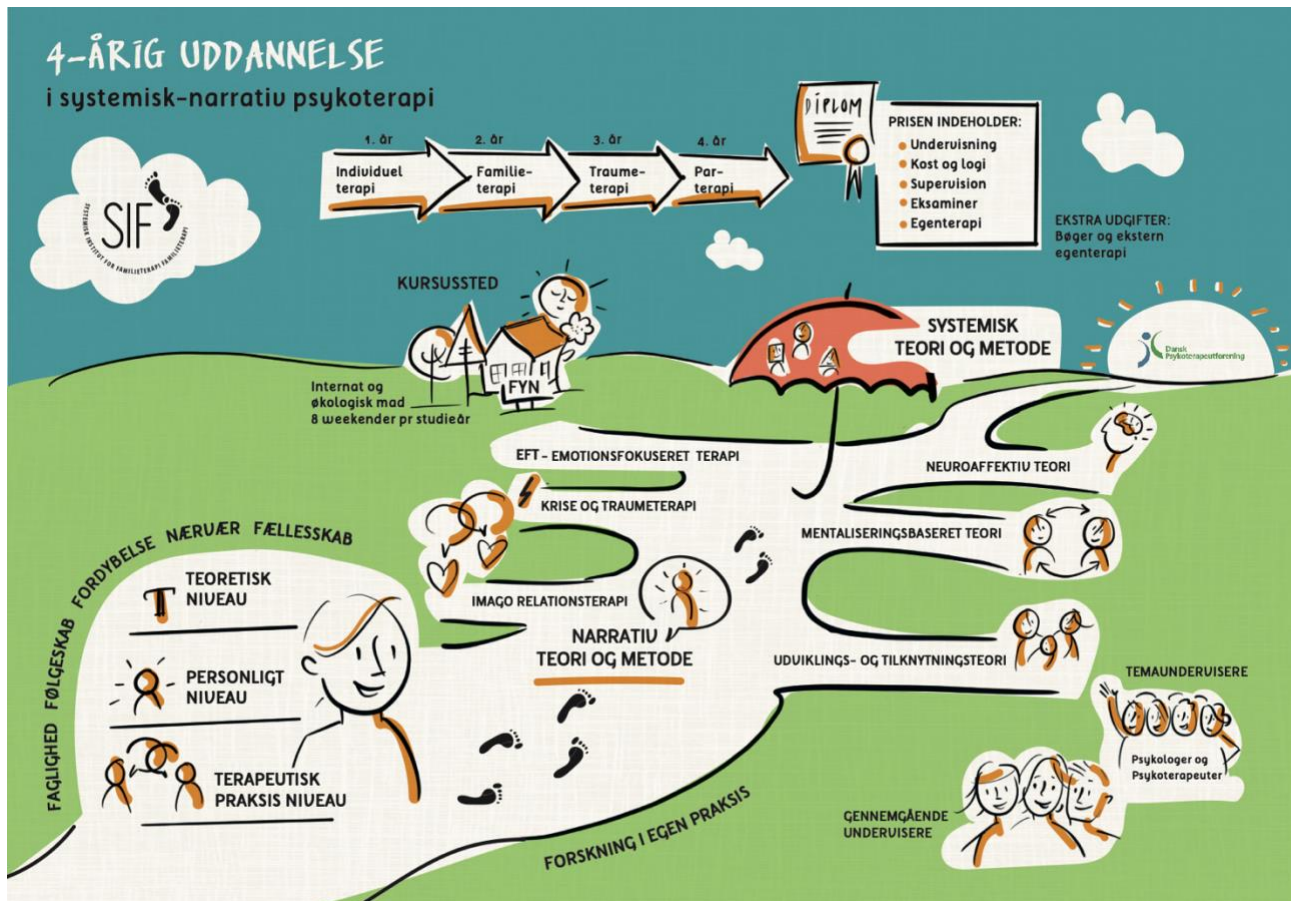 4-ÅRIG UDDANNELSE
i systemisk-narrativ psykoterapi
SIF
SYSTEMISK INSTITUT FOR FAMILIETERAPI FAMILIETERAPI
1. år
2. år
3. år
4. år
Individuel
terapi
Familie-
terapi
Traume-
terapi
Par-
terapi
DIPLOM
PRISEN INDEHOLDER:
Undervisning
Kost og logi
Supervision
Eksaminer
Egenterapi
EKSTRA UDGIFTER:
Bøger og ekstern
egenterapi
KURSUSSTED
FYN
Internat og
økologisk mad
8 weekender pr studieår
SYSTEMISK
TEORI OG METODE
Dansk
Psykoterapeutforening
EFT - EMOTIONSFOKUSERET TERAPI
NEUROAFFEKTIV TEORI
KRISE OG TRAUMETERAPI
MENTALISERINGSBASERET TEORI
IMAGO RELATIONSTERAPI
NARRATIV
TEORI OG METODE
UDVIKLINGS- OG TILKNYTNINGSTEORI
FAGLIGHED FØLGESKAB FORDYBELSE NÆRVÆR FÆLLESSKAB
T
TEORETISK
NIVEAU
PERSONLIGT
NIVEAU
TERAPEUTISK
PRAKSIS NIVEAU
FORSKNING I EGEN PRAKSIS
TEMAUNDERVISERE
Psykologer og
Psykoterapeuter
GENNEMGÅENDE
UNDERVISERE